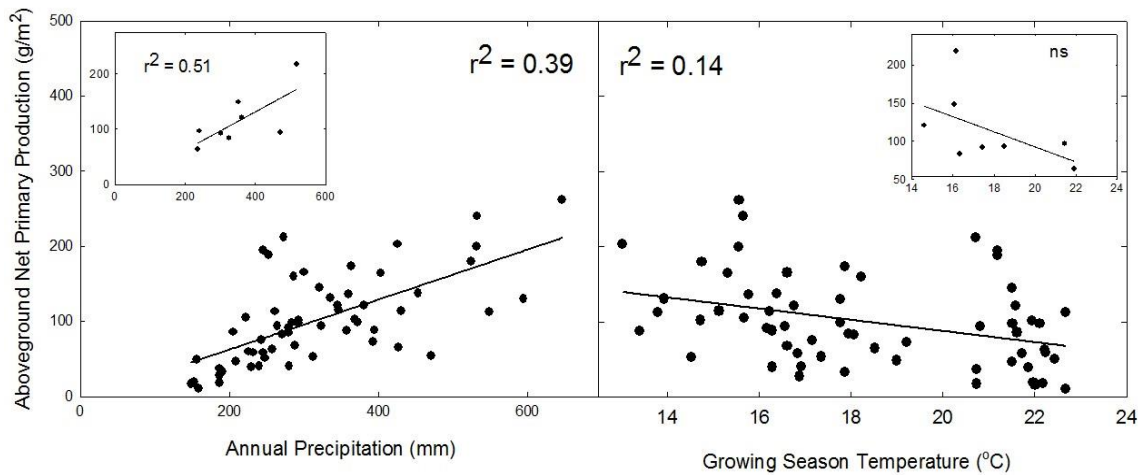 Aboveground Net Primary Production (g/m²)
500
400
300
200
100
0
r² = 0.51
r² = 0.39
200
100
0
0 200 400 600
0 200 400 600
Annual Precipitation (mm)
r² = 0.14
ns
200
150
100
50
14 16 18 20 22 24
14 16 18 20 22 24
Growing Season Temperature (°C)